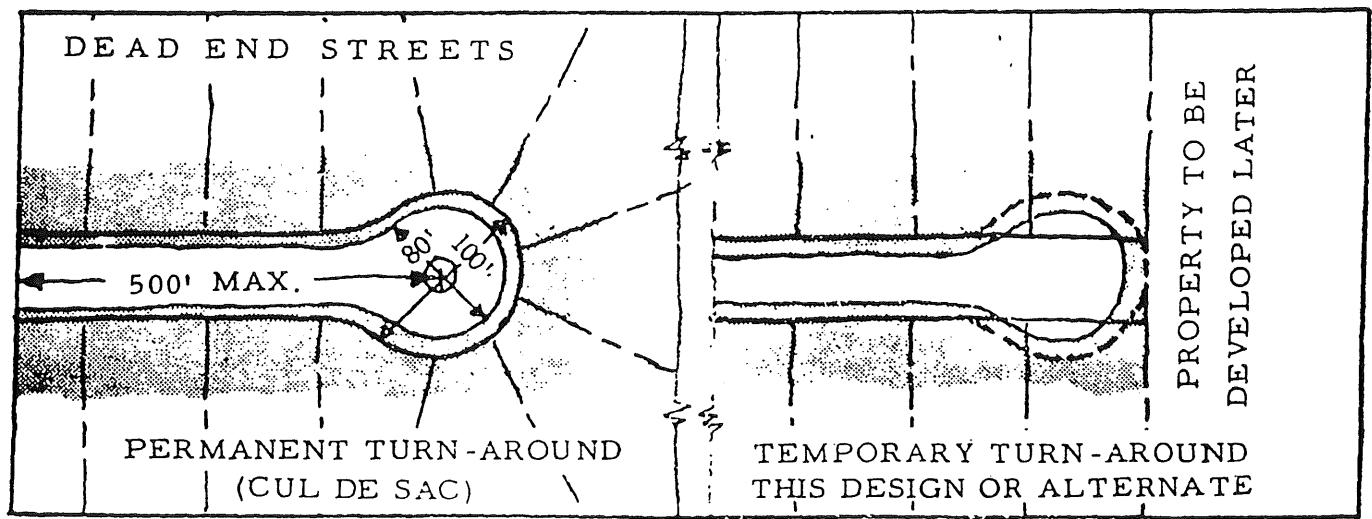 DEAD END STREETS
80'
100'
500' MAX.
PERMANENT TURN-AROUND
(CUL DE SAC)
TEMPORARY TURN-AROUND
THIS DESIGN OR ALTERNATE
PROPERTY TO BE
DEVELOPED LATER